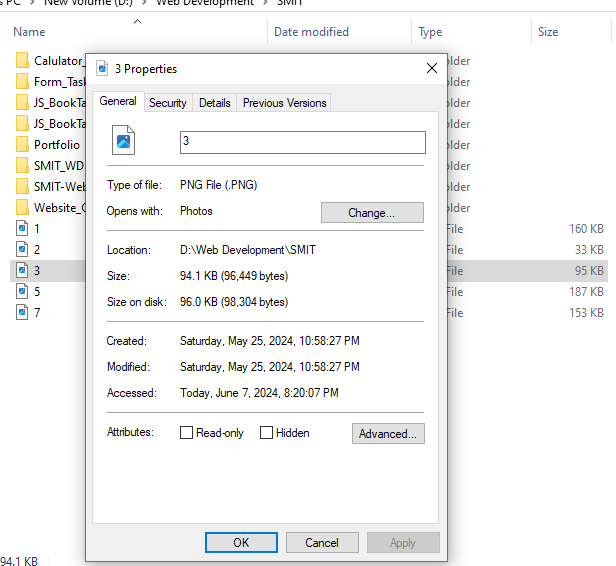 s PC > New Volume (D:) > Web Development > SMIT
Name Date modified Type Size
Calulator_ older
Form_Task older
JS_BookTa older
JS_BookTa older
Portfolio older
SMIT_WD older
SMIT-Web older
Website_C older
1 File 160 KB
2 File 33 KB
3 File 95 KB
5 File 187 KB
7 File 153 KB
94.1 KB
3 Properties
General Security Details Previous Versions
3
Type of file: PNG File (.PNG)
Opens with: Photos Change...
Location: D:\Web Development\SMIT
Size: 94.1 KB (96,449 bytes)
Size on disk: 96.0 KB (98,304 bytes)
Created: Saturday, May 25, 2024, 10:58:27 PM
Modified: Saturday, May 25, 2024, 10:58:27 PM
Accessed: Today, June 7, 2024, 8:20:07 PM
Attributes: Read-only Hidden Advanced...
OK Cancel Apply